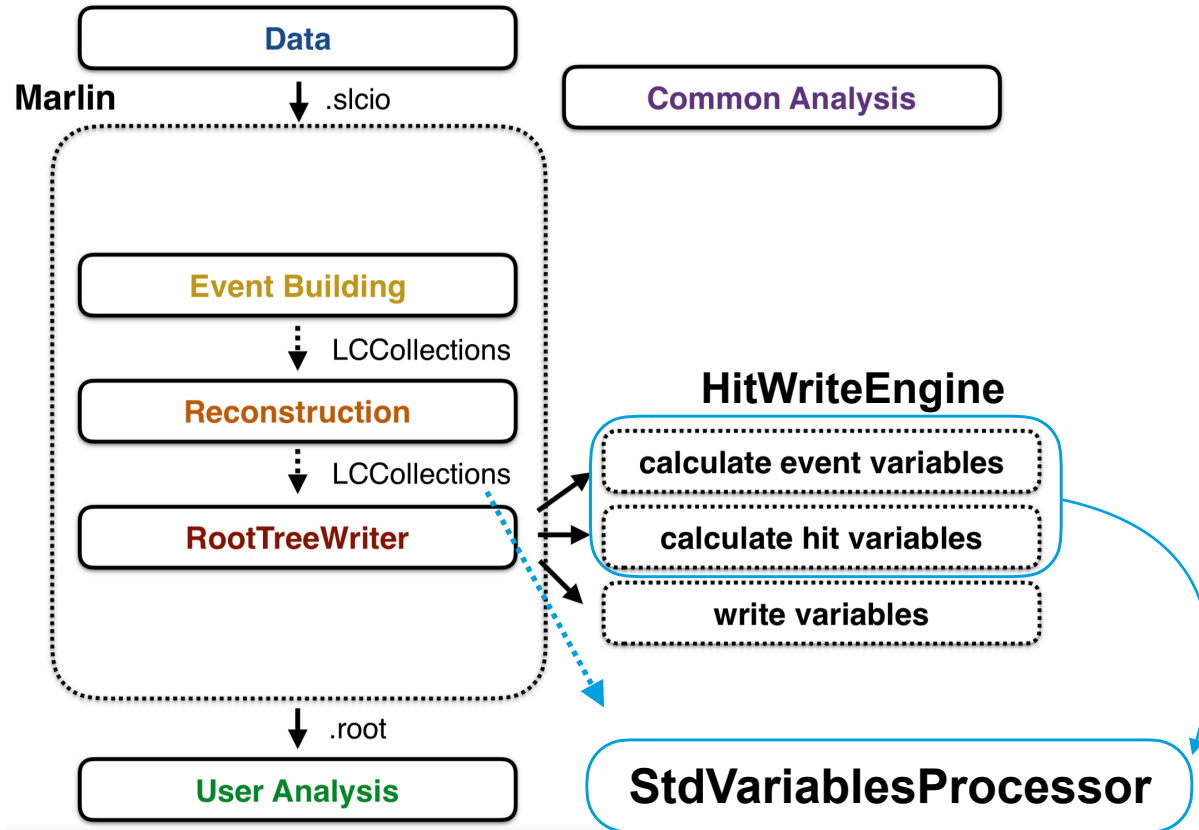 Data
Marlin
.slcio
Common Analysis
Event Building
LCCollections
Reconstruction
LCCollections
RootTreeWriter
HitWriteEngine
calculate event variables
calculate hit variables
write variables
.root
User Analysis
StdVariablesProcessor